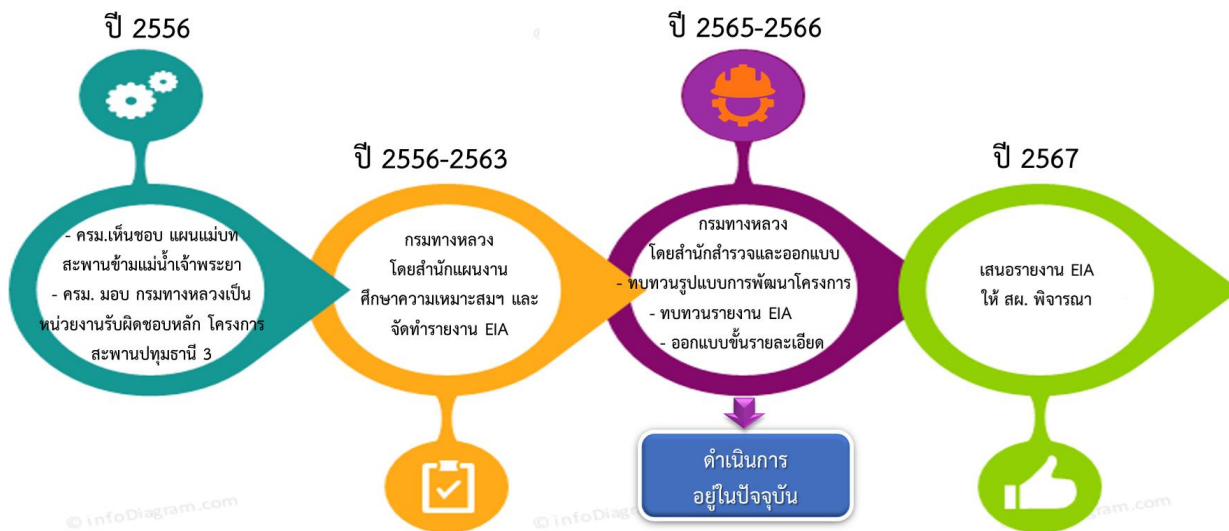 ปี 2556
- ครม.เห็นชอบ แผนแม่บท
สะพานข้ามแม่น้ำเจ้าพระยา
- ครม. มอบ กรมทางหลวงเป็น
หน่วยงานรับผิดชอบหลัก โครงการ
สะพานปทุมธานี 3
ปี 2556-2563
กรมทางหลวง
โดยสำนักแผนงาน
ศึกษาความเหมาะสมฯ และ
จัดทำรายงาน EIA
ปี 2565-2566
กรมทางหลวง
โดยสำนักสำรวจและออกแบบ
- ทบทวนรูปแบบการพัฒนาโครงการ
- ทบทวนรายงาน EIA
- ออกแบบขั้นรายละเอียด
ดำเนินการ
อยู่ในปัจจุบัน
ปี 2567
เสนอรายงาน EIA
ให้ สผ. พิจารณา
© infoDiagram.com
© infoDiagram.com